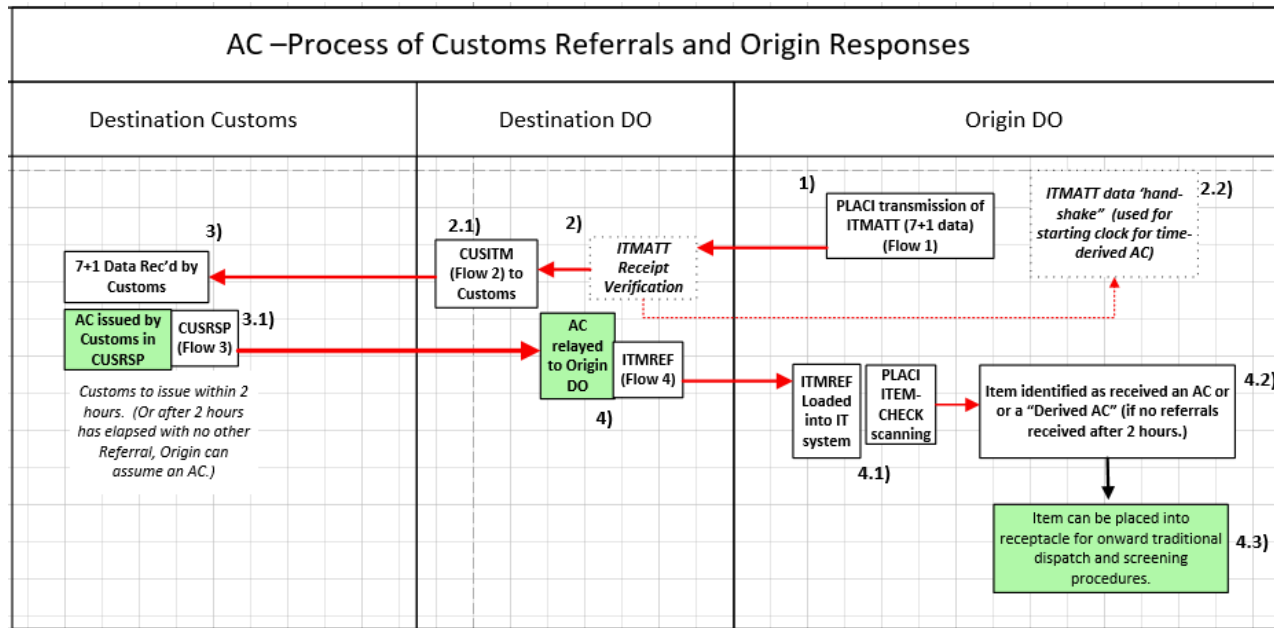 AC –Process of Customs Referrals and Origin Responses
Destination Customs
Destination DO
Origin DO
1)
PLACI transmission of
ITMATT (7+1 data)
(Flow 1)
2.2)
ITMATT data ‘hand-
shake” (used for
starting clock for time-
derived AC)
2)
ITMATT
Receipt
Verification
2.1)
CUSITM
(Flow 2) to
Customs
3)
7+1 Data Rec’d by
Customs
AC issued by
Customs in
CUSRSP
CUSRSP
(Flow 3)
3.1)
Customs to issue within 2
hours. (Or after 2 hours
has elapsed with no other
Referral, Origin can
assume an AC.)
AC
relayed
to Origin
DO
ITMREF
(Flow 4)
4)
ITMREF
Loaded
into IT
system
PLACI
ITEM-
CHECK
scanning
4.1)
Item identified as received an AC or
or a “Derived AC” (if no referrals
received after 2 hours.)
4.2)
Item can be placed into
receptacle for onward traditional
dispatch and screening
procedures.
4.3)